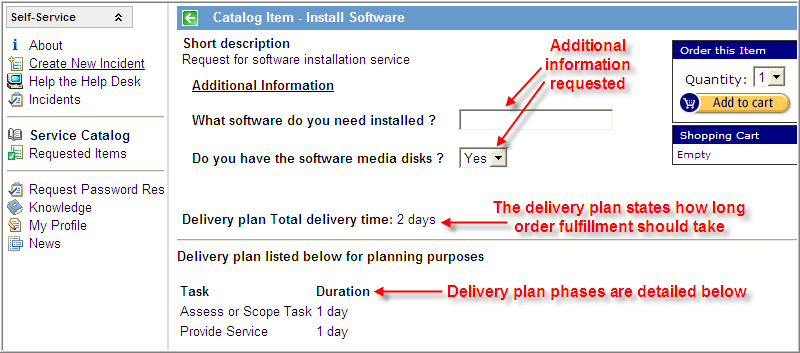 Self-Service
About
Create New Incident
Help the Help Desk
Incidents
Service Catalog
Requested Items
Request Password Res
Knowledge
My Profile
News
Catalog Item - Install Software
Short description
Request for software installation service
Additional Information
What software do you need installed ?
Do you have the software media disks ?
Yes
Additional
information
requested
Delivery plan Total delivery time: 2 days
The delivery plan states how long
order fulfillment should take
Delivery plan listed below for planning purposes
Task Duration
Delivery plan phases are detailed below
Assess or Scope Task 1 day
Provide Service 1 day
Order this Item
Quantity: 1
Add to cart
Shopping Cart
Empty